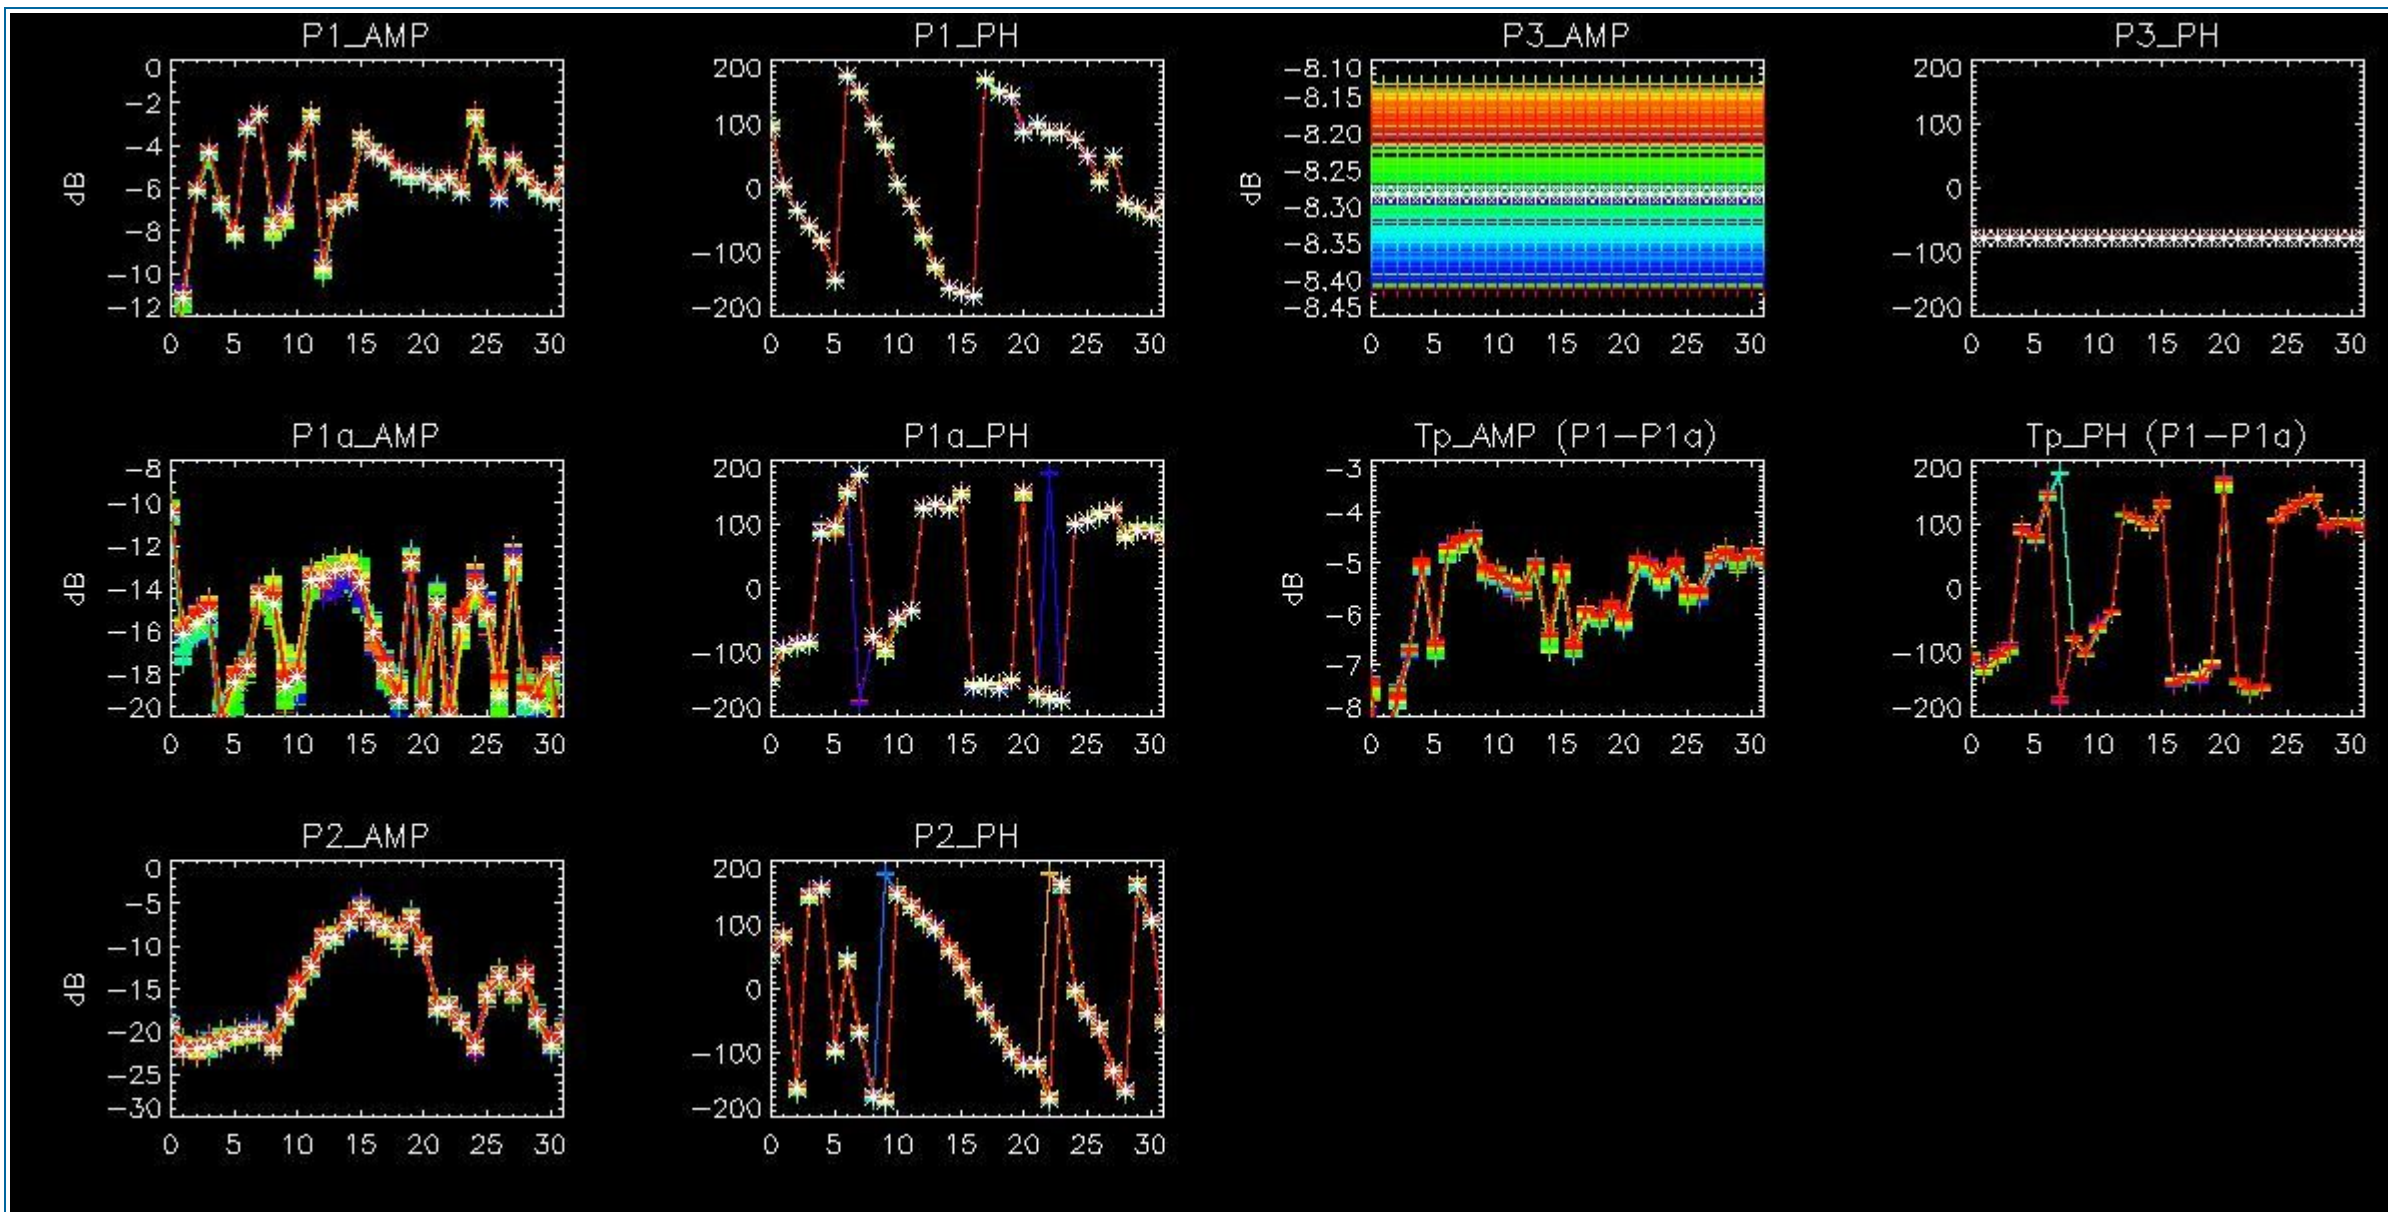 P1_AMP
0
−2
−4
−6
−8
−10
−12
dB
0 5 10 15 20 25 30
P1_PH
200
100
0
−100
−200
0 5 10 15 20 25 30
P3_AMP
−8.10
−8.15
−8.20
−8.25
−8.30
−8.35
−8.40
−8.45
dB
0 5 10 15 20 25 30
P3_PH
200
100
0
−100
−200
0 5 10 15 20 25 30
P1a_AMP
−8
−10
−12
−14
−16
−18
−20
dB
0 5 10 15 20 25 30
P1a_PH
200
100
0
−100
−200
0 5 10 15 20 25 30
Tp_AMP (P1−P1a)
−3
−4
−5
−6
−7
−8
dB
0 5 10 15 20 25 30
Tp_PH (P1−P1a)
200
100
0
−100
−200
0 5 10 15 20 25 30
P2_AMP
0
−5
−10
−15
−20
−25
−30
dB
0 5 10 15 20 25 30
P2_PH
200
100
0
−100
−200
0 5 10 15 20 25 30